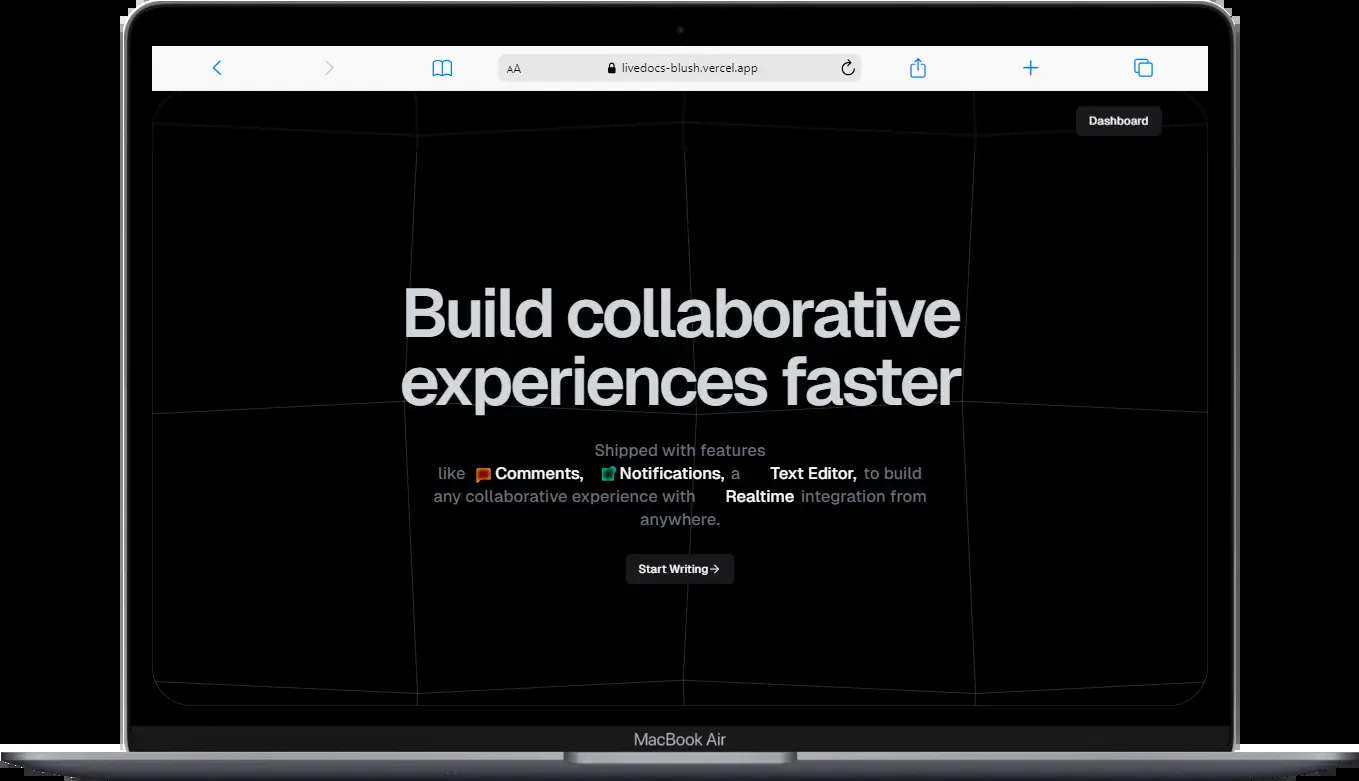 AA livedocs-blush.vercel.app
Dashboard
Build collaborative
experiences faster
Shipped with features
like Comments, Notifications, a Text Editor, to build
any collaborative experience with Realtime integration from
anywhere.
Start Writing→
MacBook Air